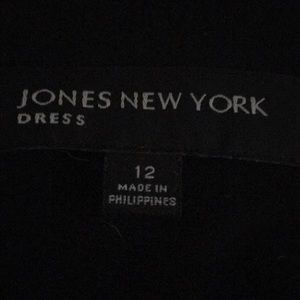 JONES NEW YORK
DRESS
12
MADE IN
PHILIPPINES